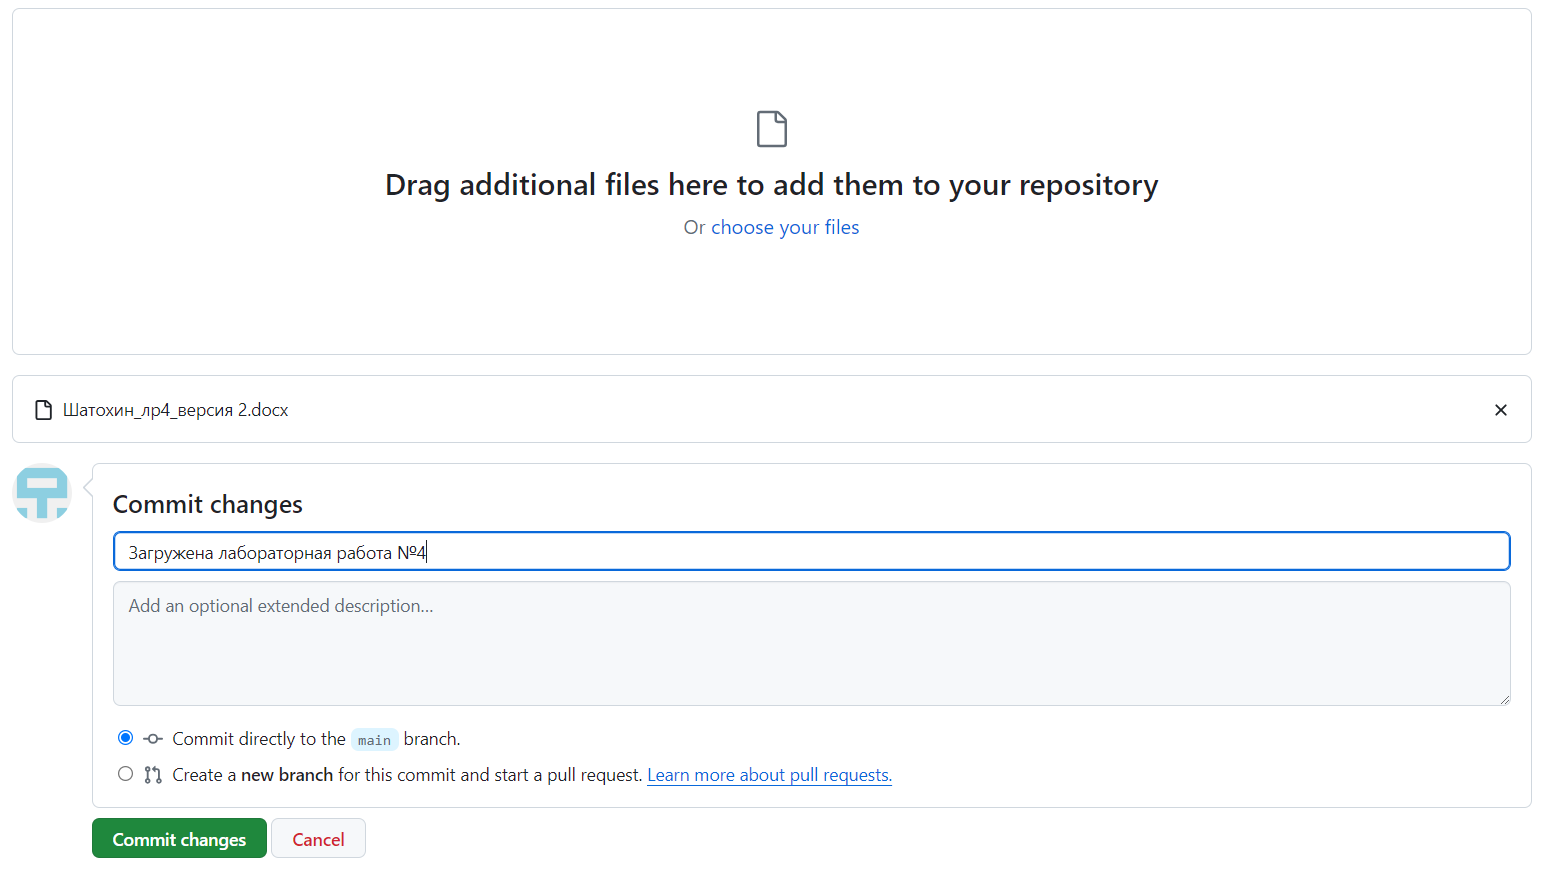 Drag additional files here to add them to your repository
Or choose your files
Шатохин_лр4_версия 2.docx
Commit changes
Загружена лабораторная работа №4
Add an optional extended description...
Commit directly to the main branch.
Create a new branch for this commit and start a pull request. Learn more about pull requests.
Commit changes Cancel